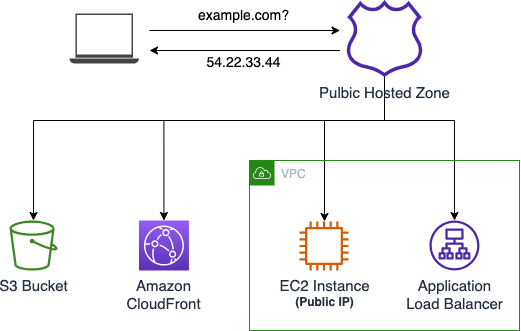 example.com?
54.22.33.44
Pulbic Hosted Zone
VPC
S3 Bucket
Amazon
CloudFront
EC2 Instance
(Public IP)
Application
Load Balancer